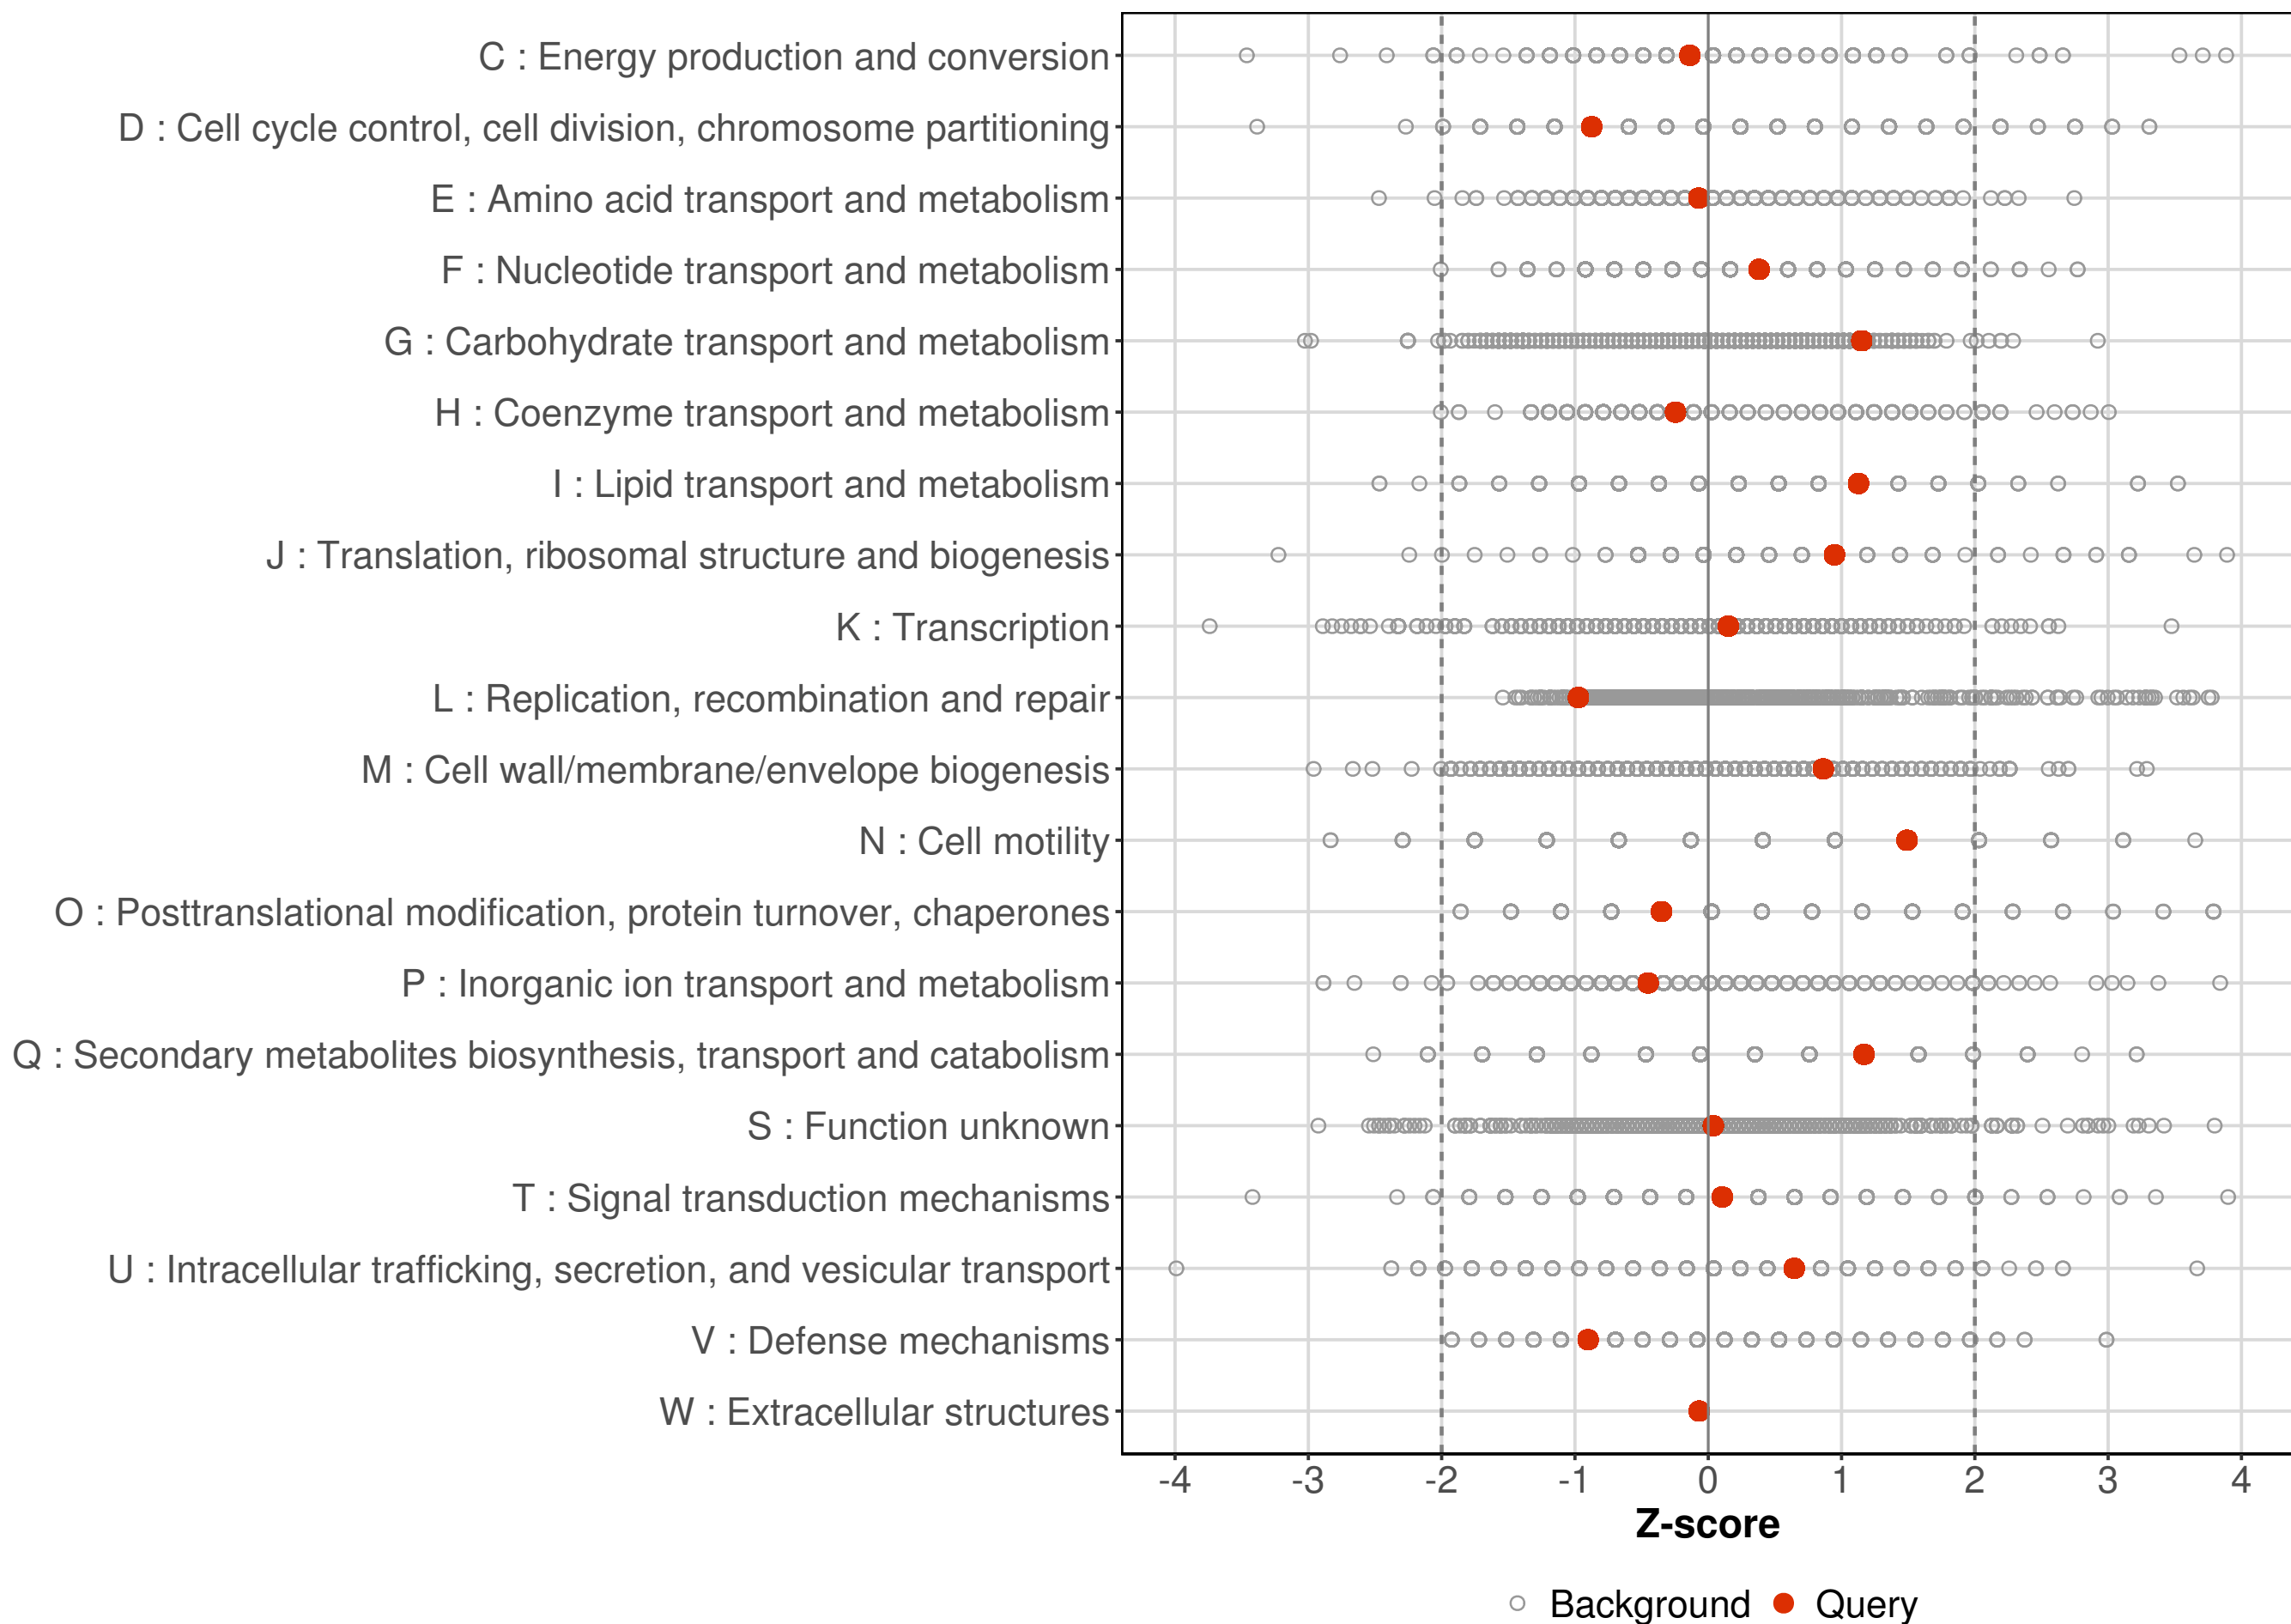 C : Energy production and conversion
D : Cell cycle control, cell division, chromosome partitioning
E : Amino acid transport and metabolism
F : Nucleotide transport and metabolism
G : Carbohydrate transport and metabolism
H : Coenzyme transport and metabolism
I : Lipid transport and metabolism
J : Translation, ribosomal structure and biogenesis
K : Transcription
L : Replication, recombination and repair
M : Cell wall/membrane/envelope biogenesis
N : Cell motility
O : Posttranslational modification, protein turnover, chaperones
P : Inorganic ion transport and metabolism
Q : Secondary metabolites biosynthesis, transport and catabolism
S : Function unknown
T : Signal transduction mechanisms
U : Intracellular trafficking, secretion, and vesicular transport
V : Defense mechanisms
W : Extracellular structures
-4 -3 -2 -1 0 1 2 3 4
Z-score
Background Query